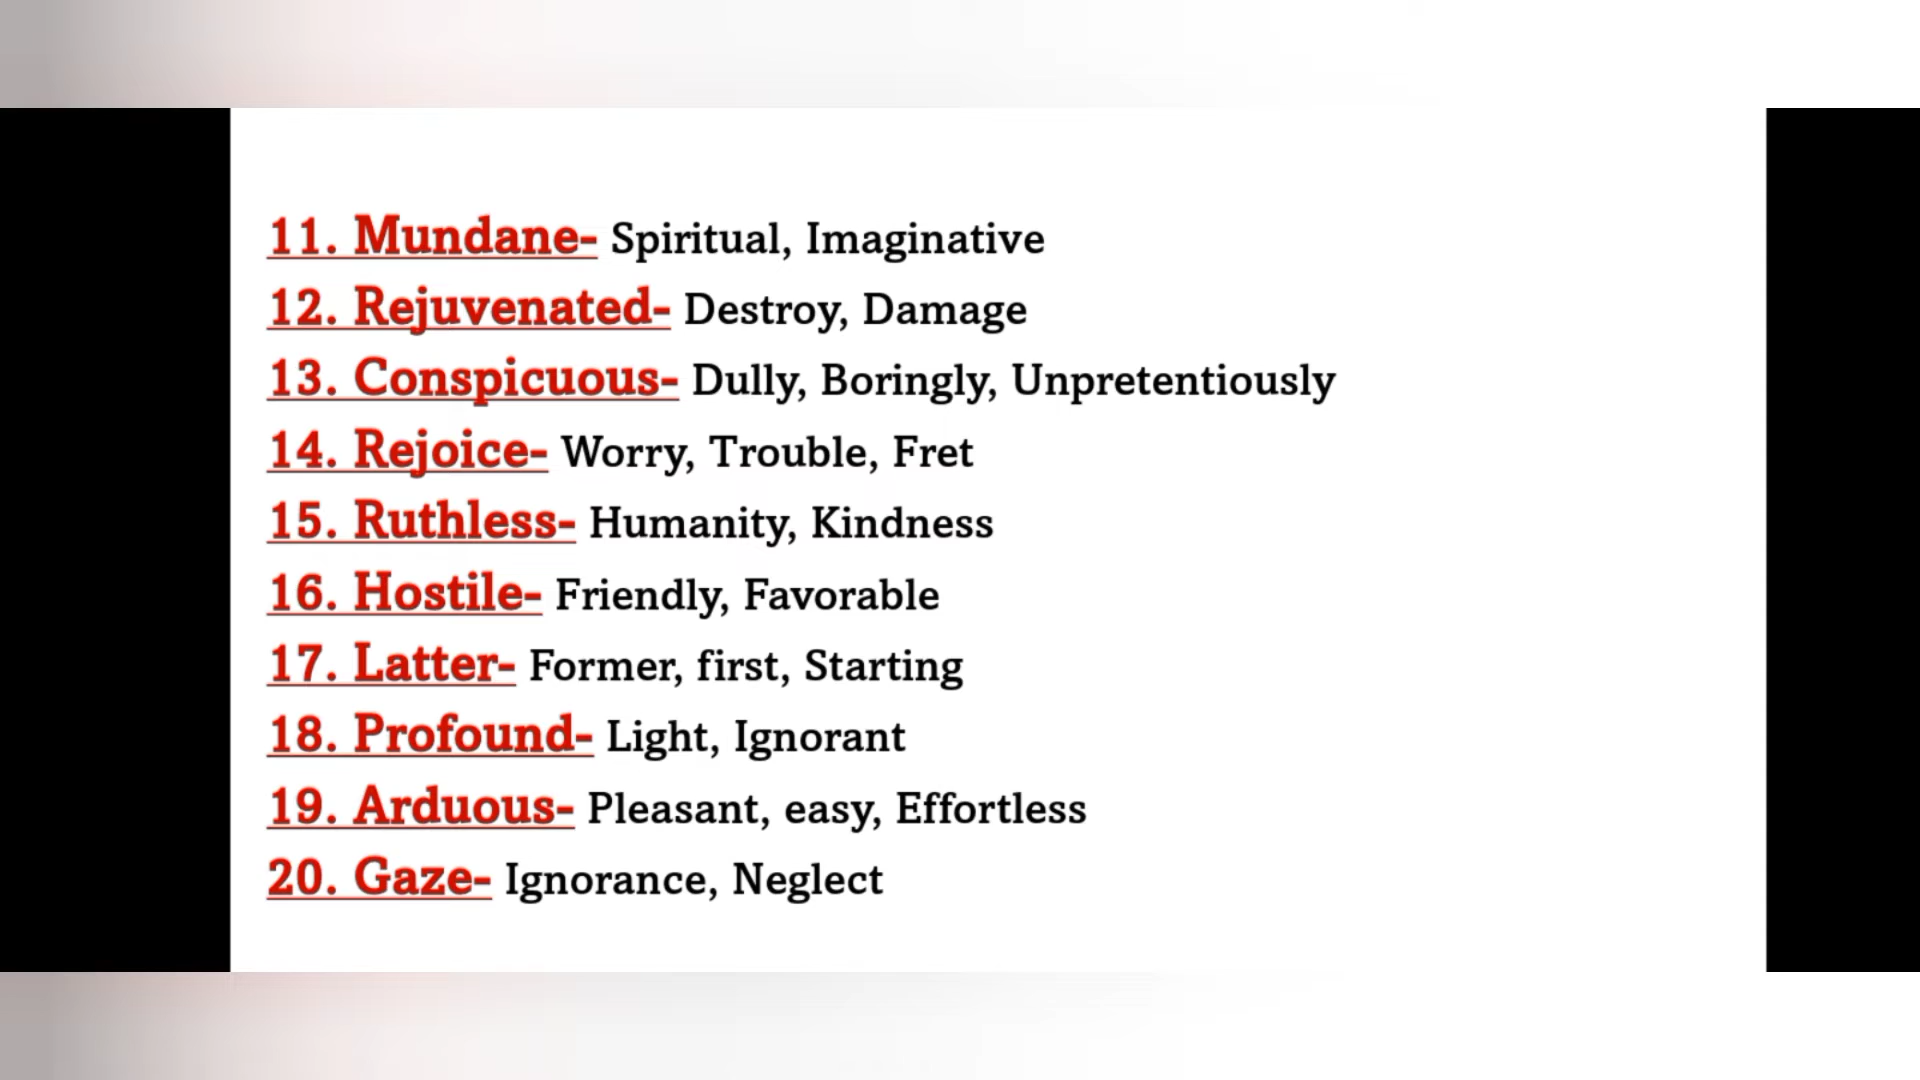 11. Mundane- Spiritual, Imaginative
12. Rejuvenated- Destroy, Damage
13. Conspicuous- Dully, Boringly, Unpretentiously
14. Rejoice- Worry, Trouble, Fret
15. Ruthless- Humanity, Kindness
16. Hostile- Friendly, Favorable
17. Latter- Former, first, Starting
18. Profound- Light, Ignorant
19. Arduous- Pleasant, easy, Effortless
20. Gaze- Ignorance, Neglect